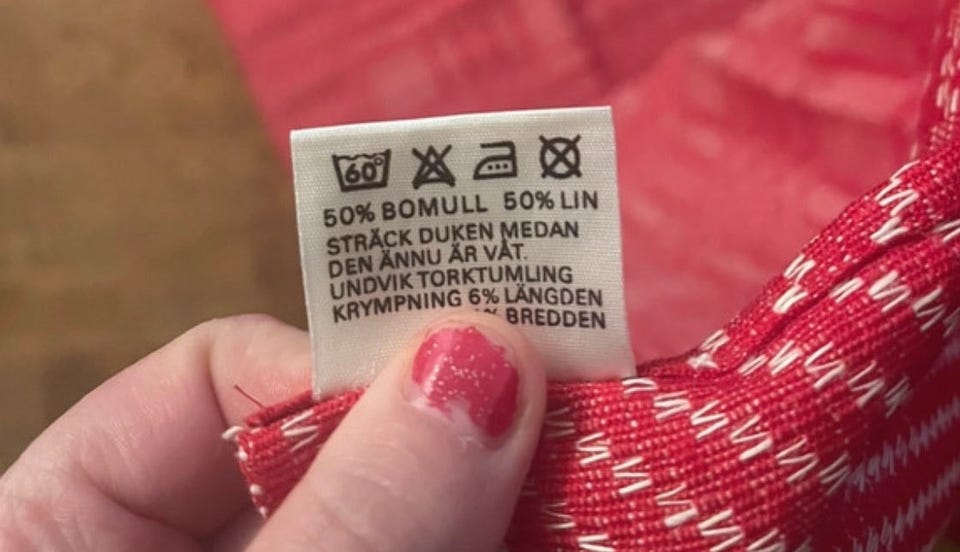 60°
50% BOMULL 50% LIN
STRÄCK DUKEN MEDAN
DEN ÄNNU ÄR VÅT.
UNDVIK TORKTUMLING
KRYMPNING 6% LÄNGDEN
% BREDDEN